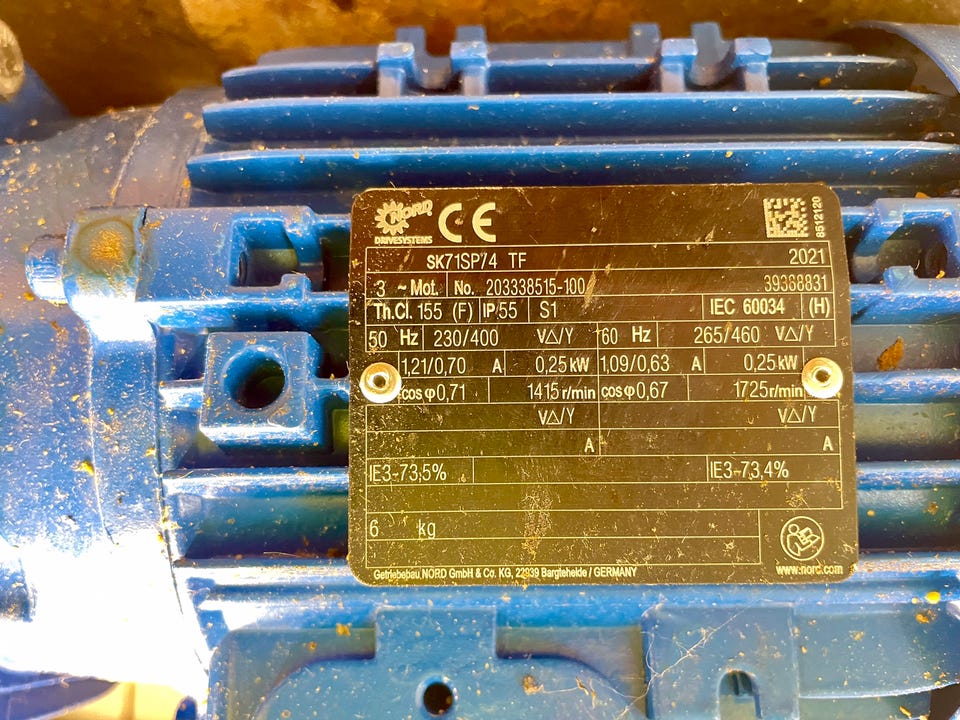 NORD
DRIVESYSTEMS
CE
8512120
SK71SP/4 TF 2021
3 ~ Mot. No. 203338515-100 39388831
Th.Cl. 155 (F) IP55 S1 IEC 60034 (H)
50 Hz 230/400 V△/Y 60 Hz 265/460 V△/Y
1,21/0,70 A 0,25 kW 1,09/0,63 A 0,25 kW
cos φ 0,71 1415 r/min cos φ 0,67 1725 r/min
V△/Y V△/Y
A A
IE3-73,5% IE3-73,4%
6 kg
Getriebebau NORD GmbH & Co. KG, 22939 Bargteheide / GERMANY
www.nord.com